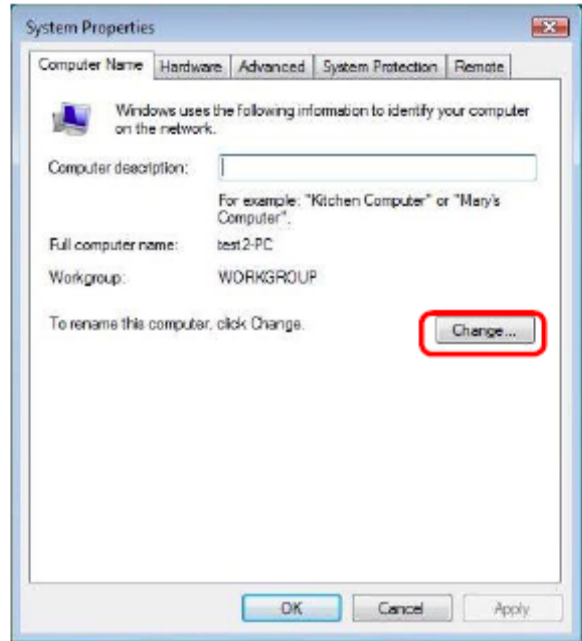 System Properties
Computer Name Hardware Advanced System Protection Remote
Windows uses the following information to identify your computer
on the network.
Computer description:
For example: "Kitchen Computer" or "Mary's
Computer".
Full computer name: test2-PC
Workgroup: WORKGROUP
To rename this computer, click Change. Change...
OK Cancel Apply